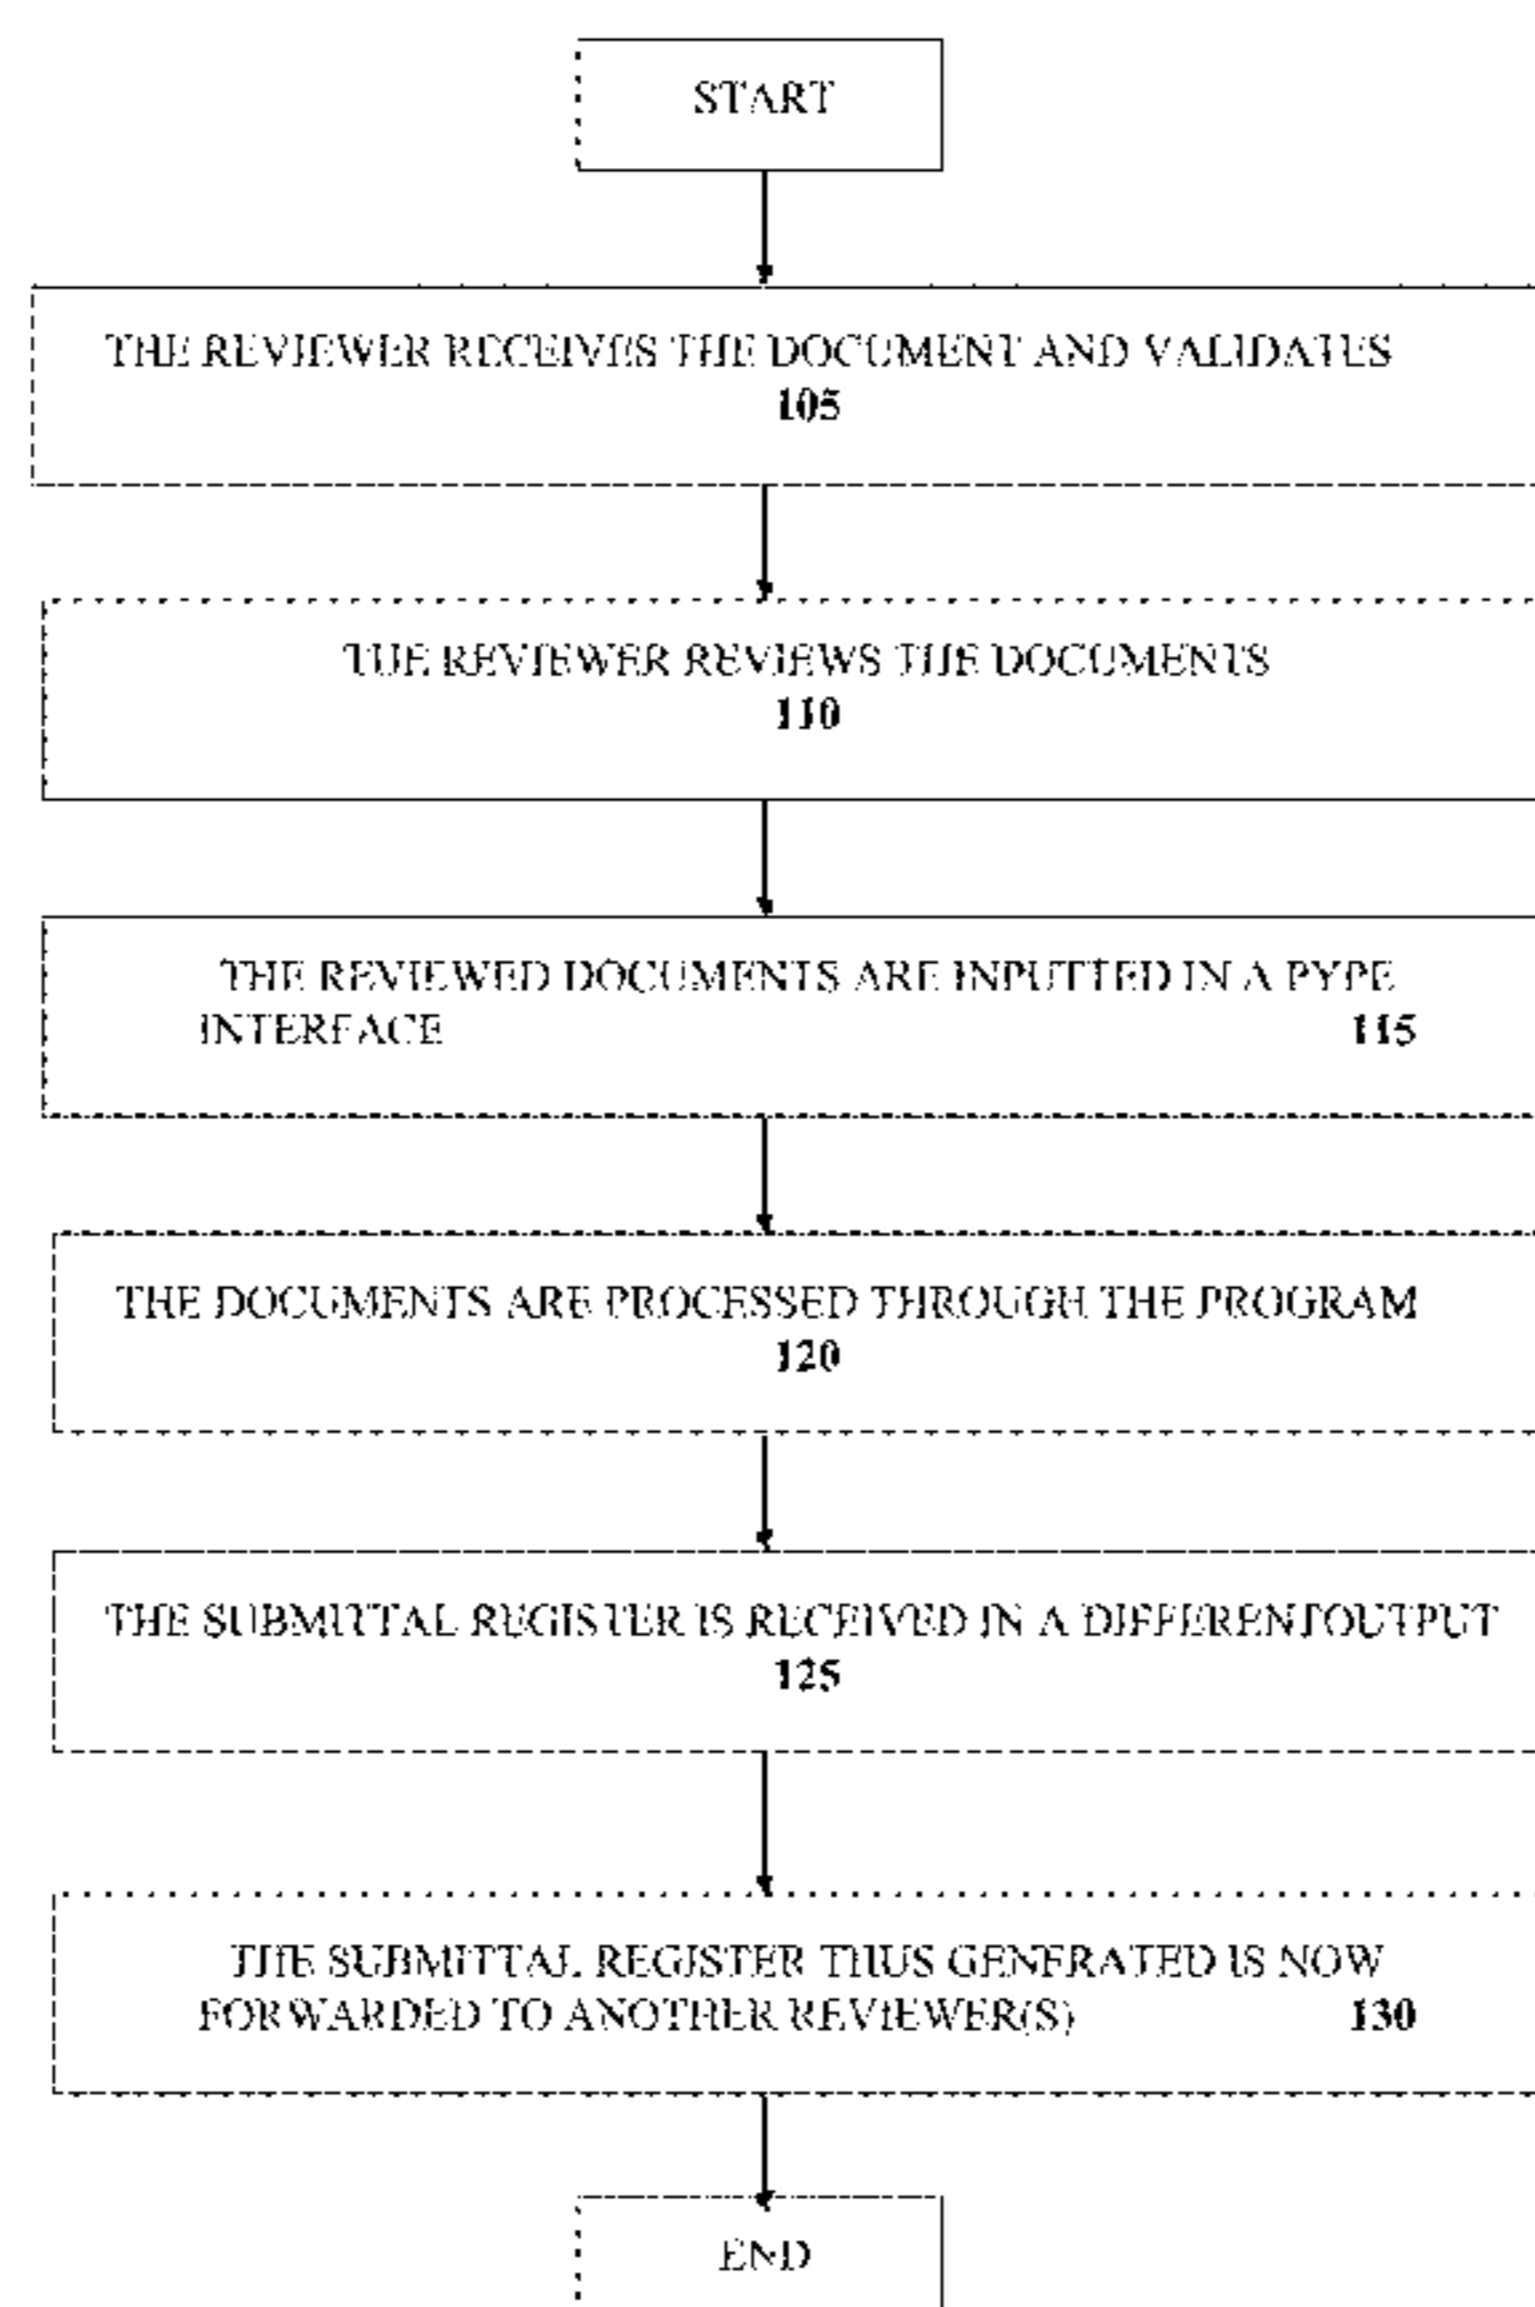 START
THE REVIEWER RECEIVES THE DOCUMENT AND VALIDATES
105
THE REVIEWER REVIEWS THE DOCUMENTS
110
THE REVIEWED DOCUMENTS ARE INPUTTED IN A PYPE
INTERFACE 115
THE DOCUMENTS ARE PROCESSED THROUGH THE PROGRAM
120
THE SUBMITTAL REGISTER IS RECEIVED IN A DIFFERENTOUTPUT
125
THE SUBMITTAL REGISTER THUS GENERATED IS NOW
FORWARDED TO ANOTHER REVIEWER(S) 130
END